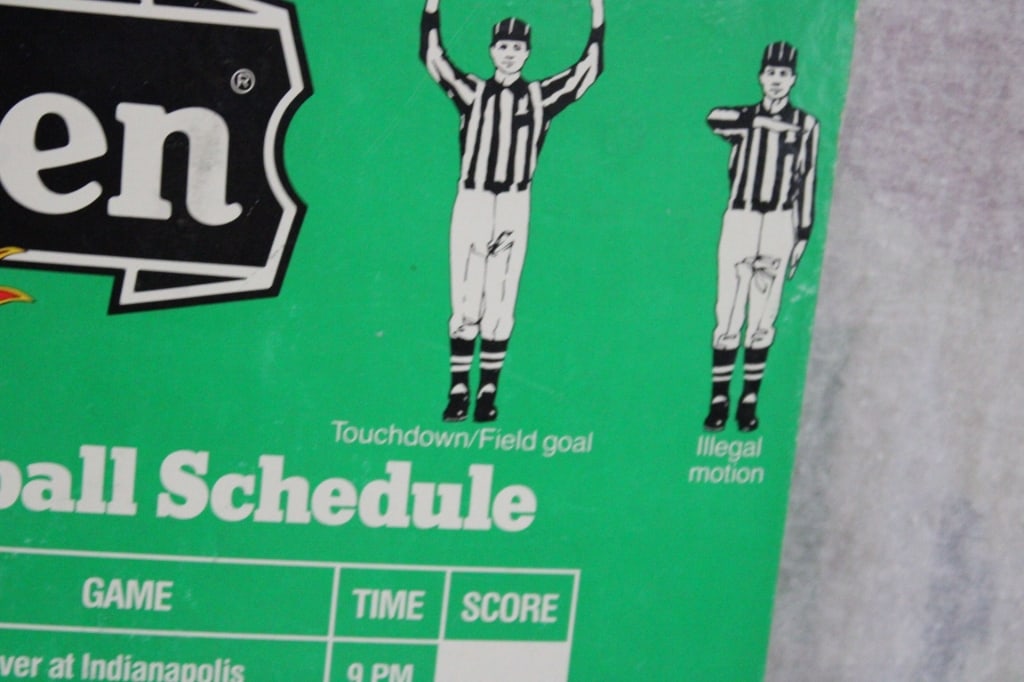 en®
Touchdown/Field goal
Illegal
motion
ball Schedule
GAME TIME SCORE
ver at Indianapolis 9 PM